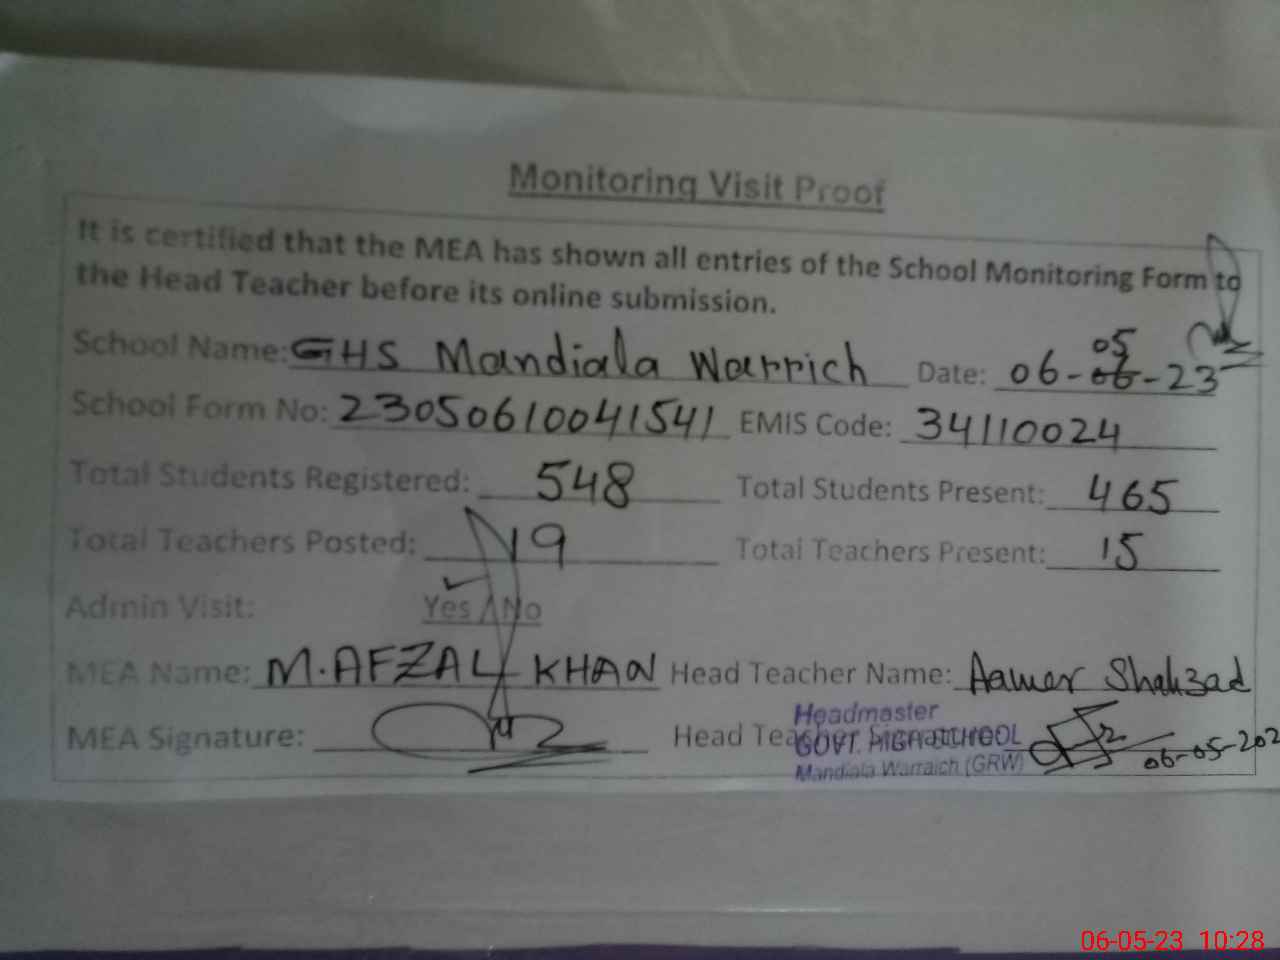 Monitoring Visit Proof
It is certified that the MEA has shown all entries of the School Monitoring Form to
the Head Teacher before its online submission.
School Name: GHS Mandiala Warrich Date: 06-05-23
School Form No: 23050610041541 EMIS Code: 34110024
Total Students Registered: 548 Total Students Present: 465
Total Teachers Posted: 19 Total Teachers Present: 15
Admin Visit: Yes / No
MEA Name: M.AFZAL KHAN Head Teacher Name: Aamer Shahzad
MEA Signature: Head Teacher Signature:
Headmaster
GOVT. HIGH SCHOOL
Mandiala Warraich (GRW)
06-05-202
06-05-23 10:28